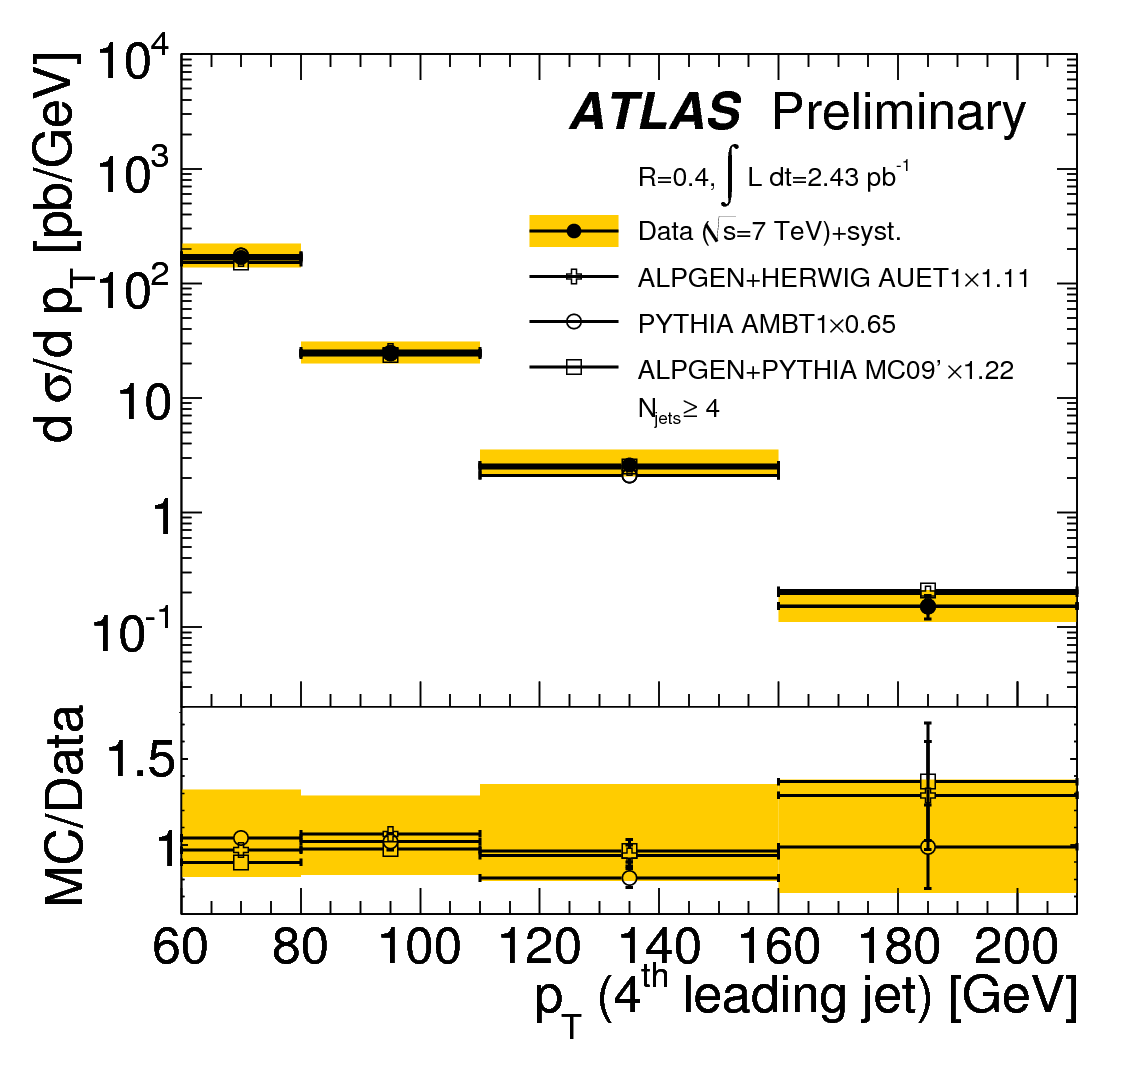 ATLAS Preliminary
R=0.4, ∫ L dt=2.43 pb⁻¹
Data (√s=7 TeV)+syst.
ALPGEN+HERWIG AUET1×1.11
PYTHIA AMBT1×0.65
ALPGEN+PYTHIA MC09' ×1.22
N_jets ≥ 4
d σ/d p_T [pb/GeV]
10⁴
10³
10²
10
1
10⁻¹
MC/Data
1.5
1
60 80 100 120 140 160 180 200
p_T (4th leading jet) [GeV]